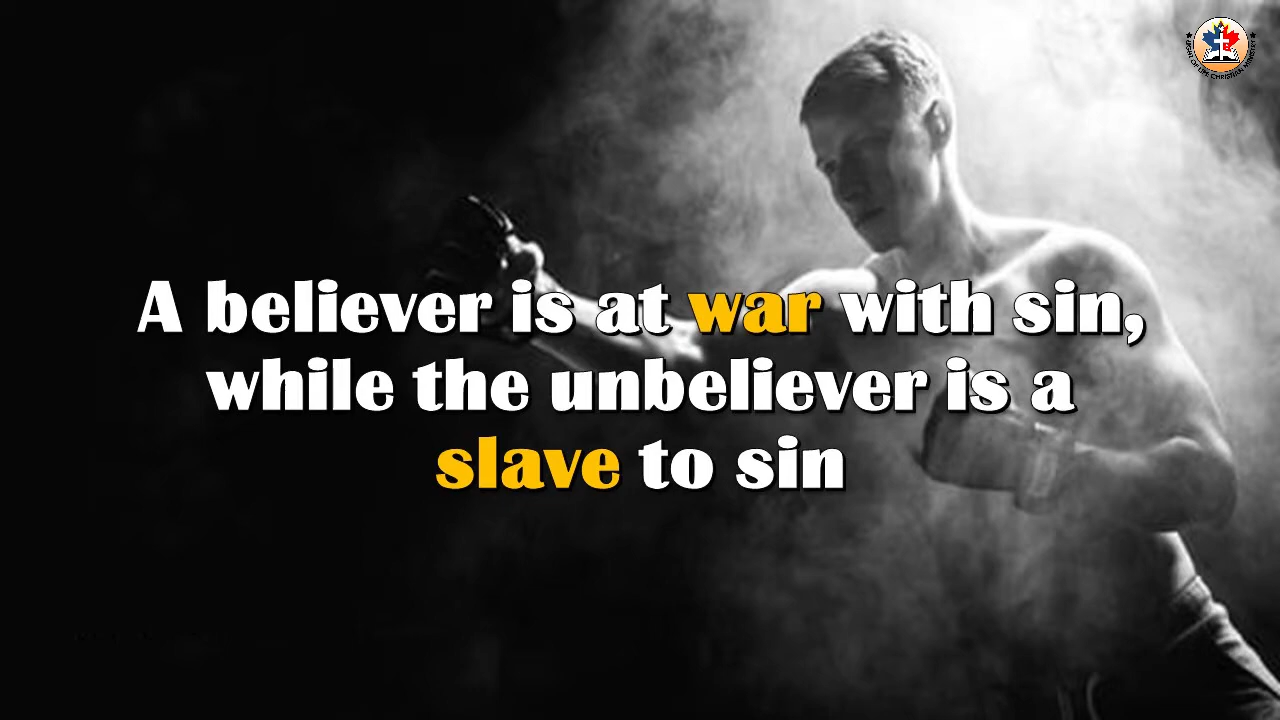 A believer is at war with sin,
while the unbeliever is a
slave to sin